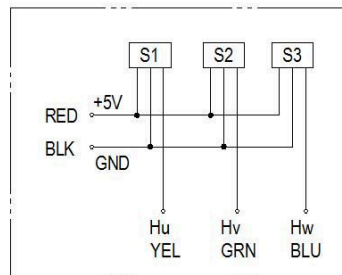 S1 S2 S3
+5V
RED
BLK
GND
Hu Hv Hw
YEL GRN BLU